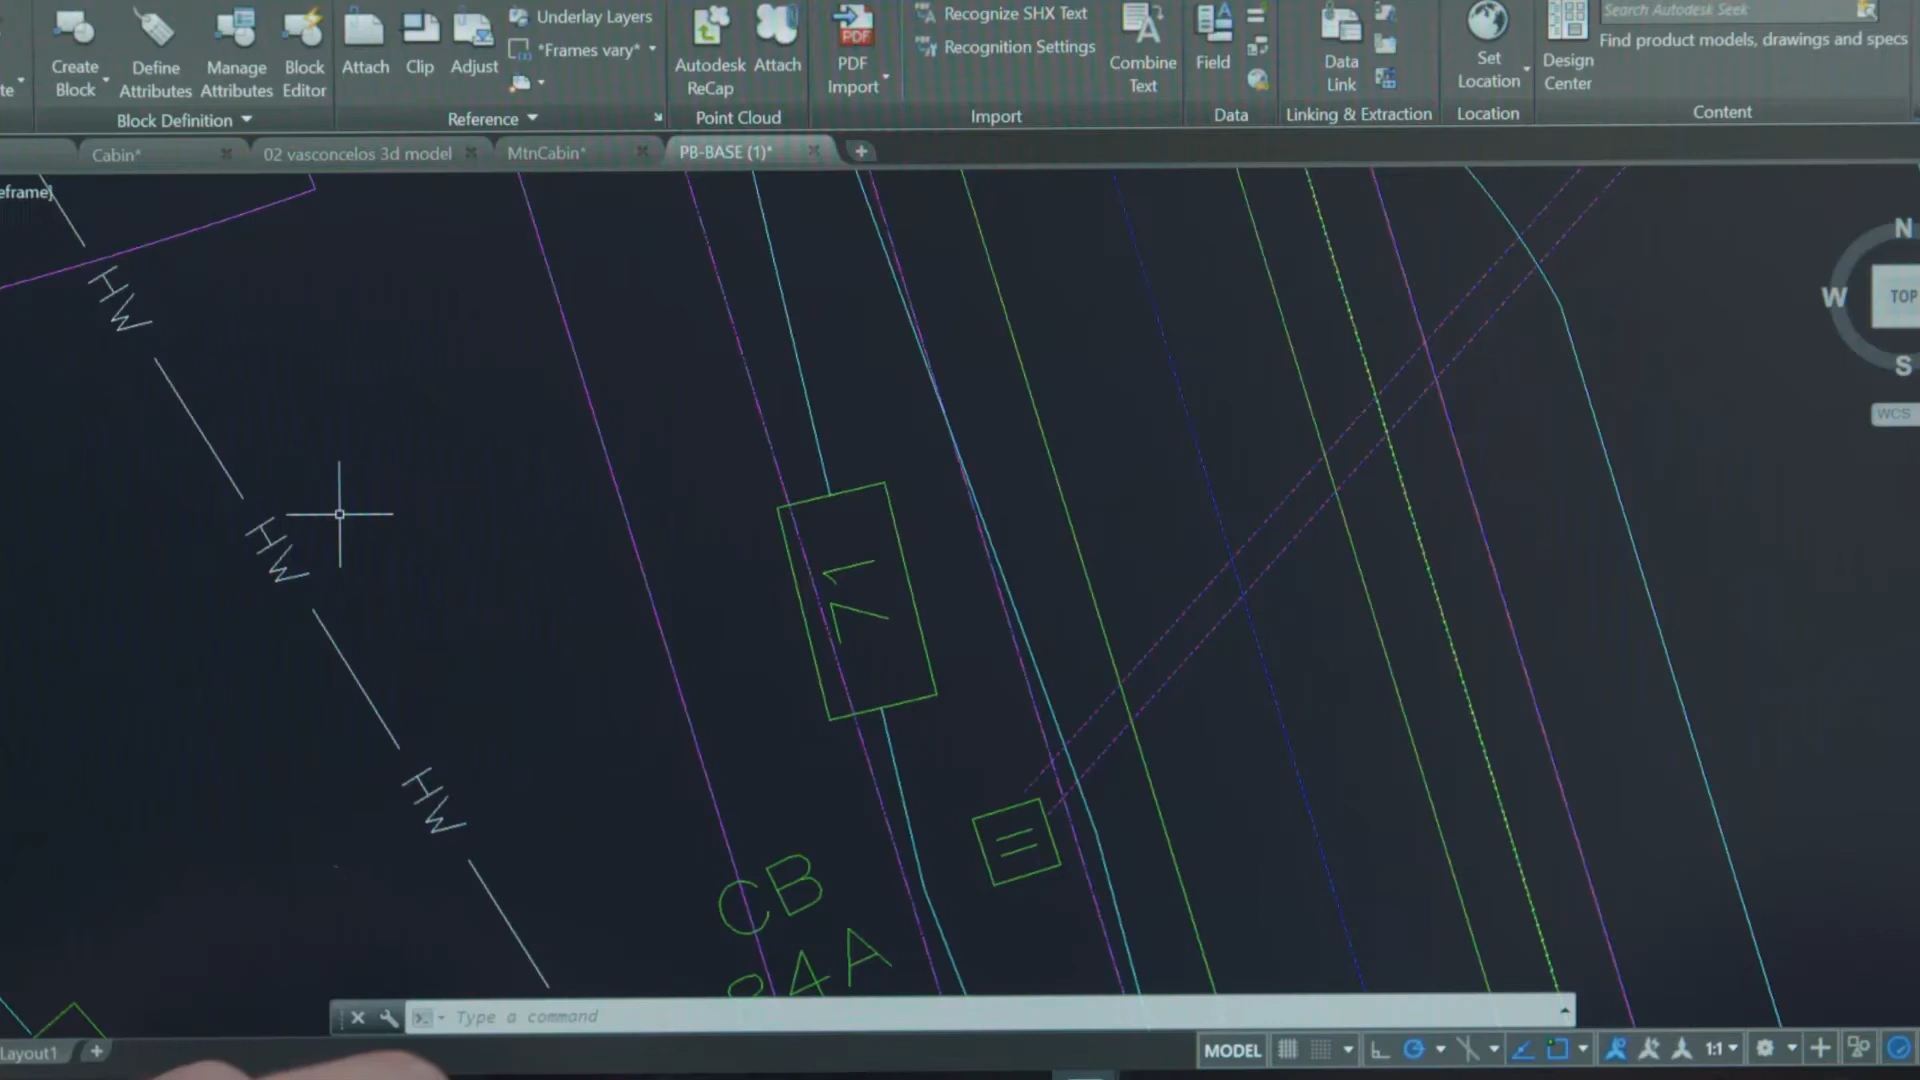 Create
Block
Define
Attributes
Manage
Attributes
Block
Editor
Block Definition
Attach
Clip
Adjust
Underlay Layers
*Frames vary*
Reference
Autodesk
ReCap
Attach
Point Cloud
PDF
PDF
Import
Recognize SHX Text
Recognition Settings
Combine
Text
Import
Field
Data
Data
Link
Linking & Extraction
Set
Location
Location
Design
Center
Search Autodesk Seek
Find product models, drawings and specs
Content
Cabin*
02 vasconcelos 3d model
MtnCabin*
PB-BASE (1)*
eframe]
HW
HW
HW
71
CB
84A
N
W
TOP
S
WCS
Type a command
Layout1
MODEL
1:1